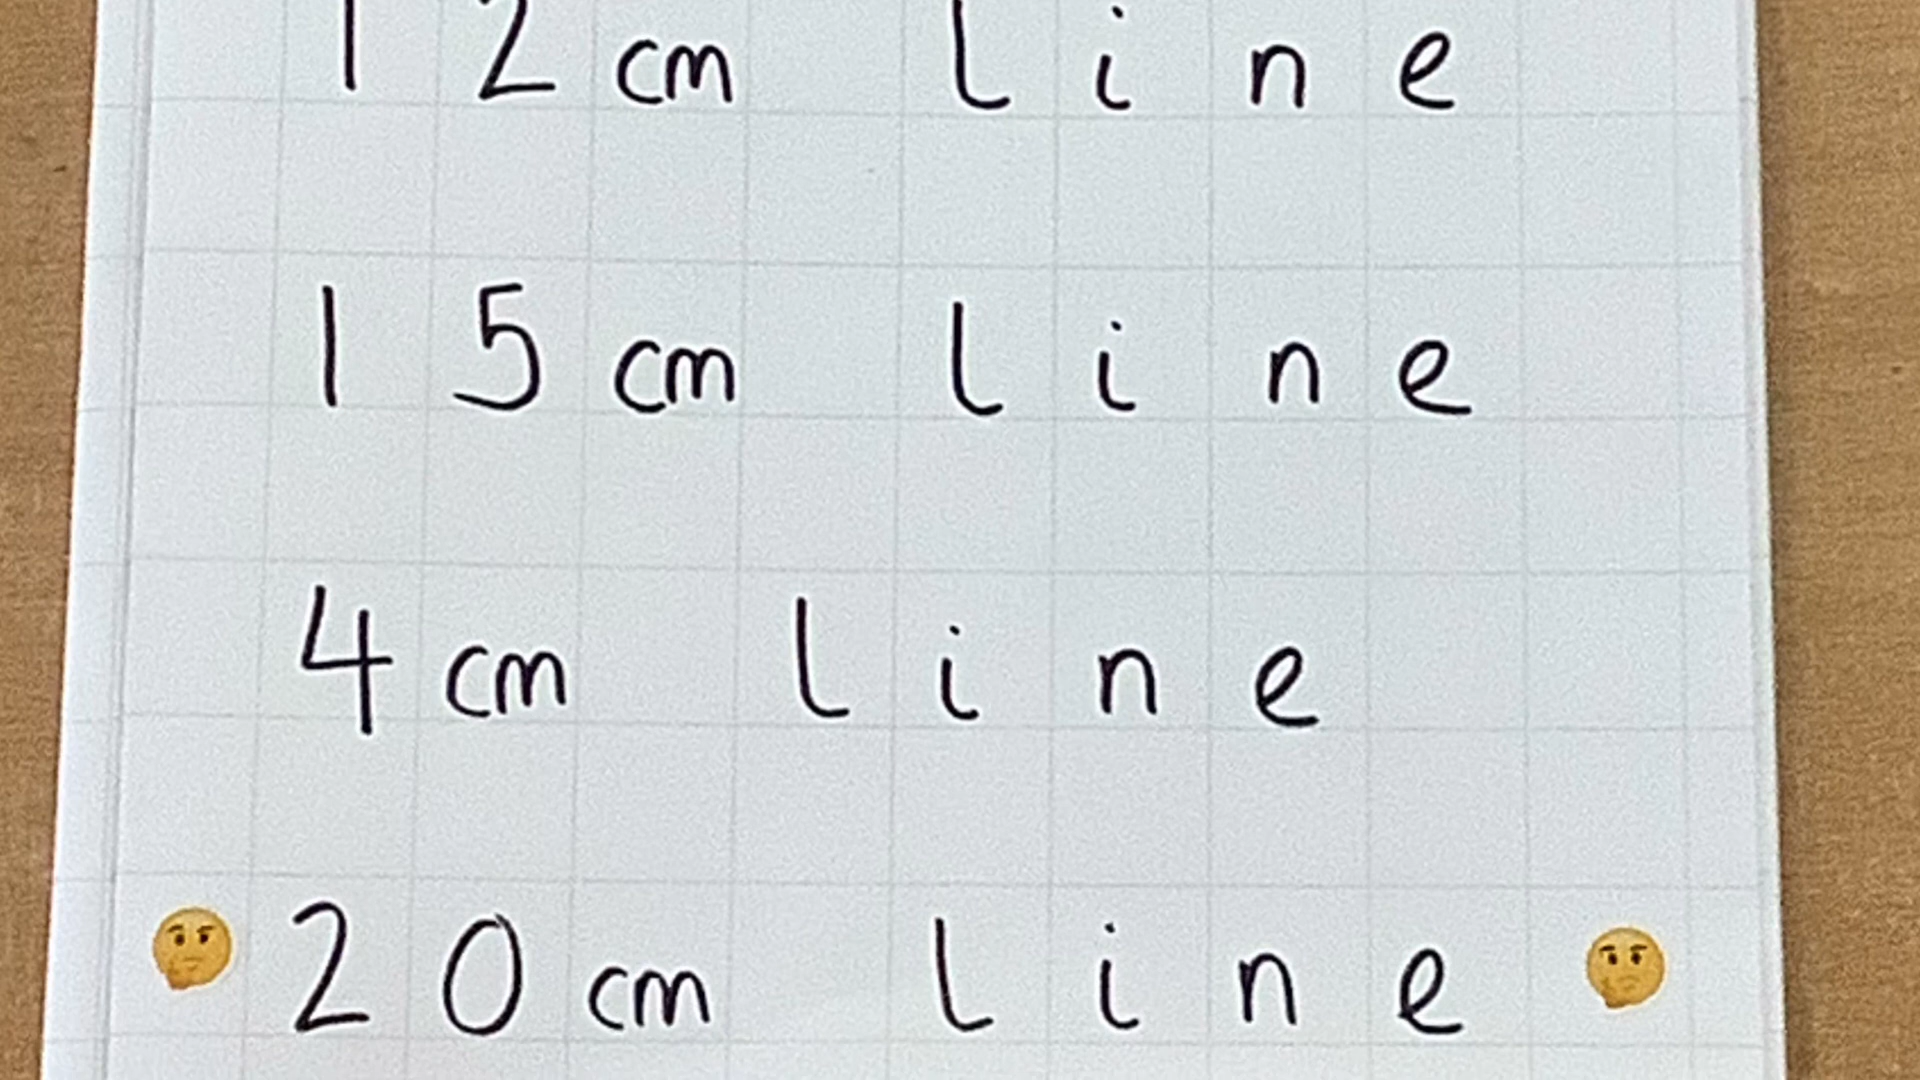 12cm line
15cm line
4cm line
🤔 20cm line 🤔